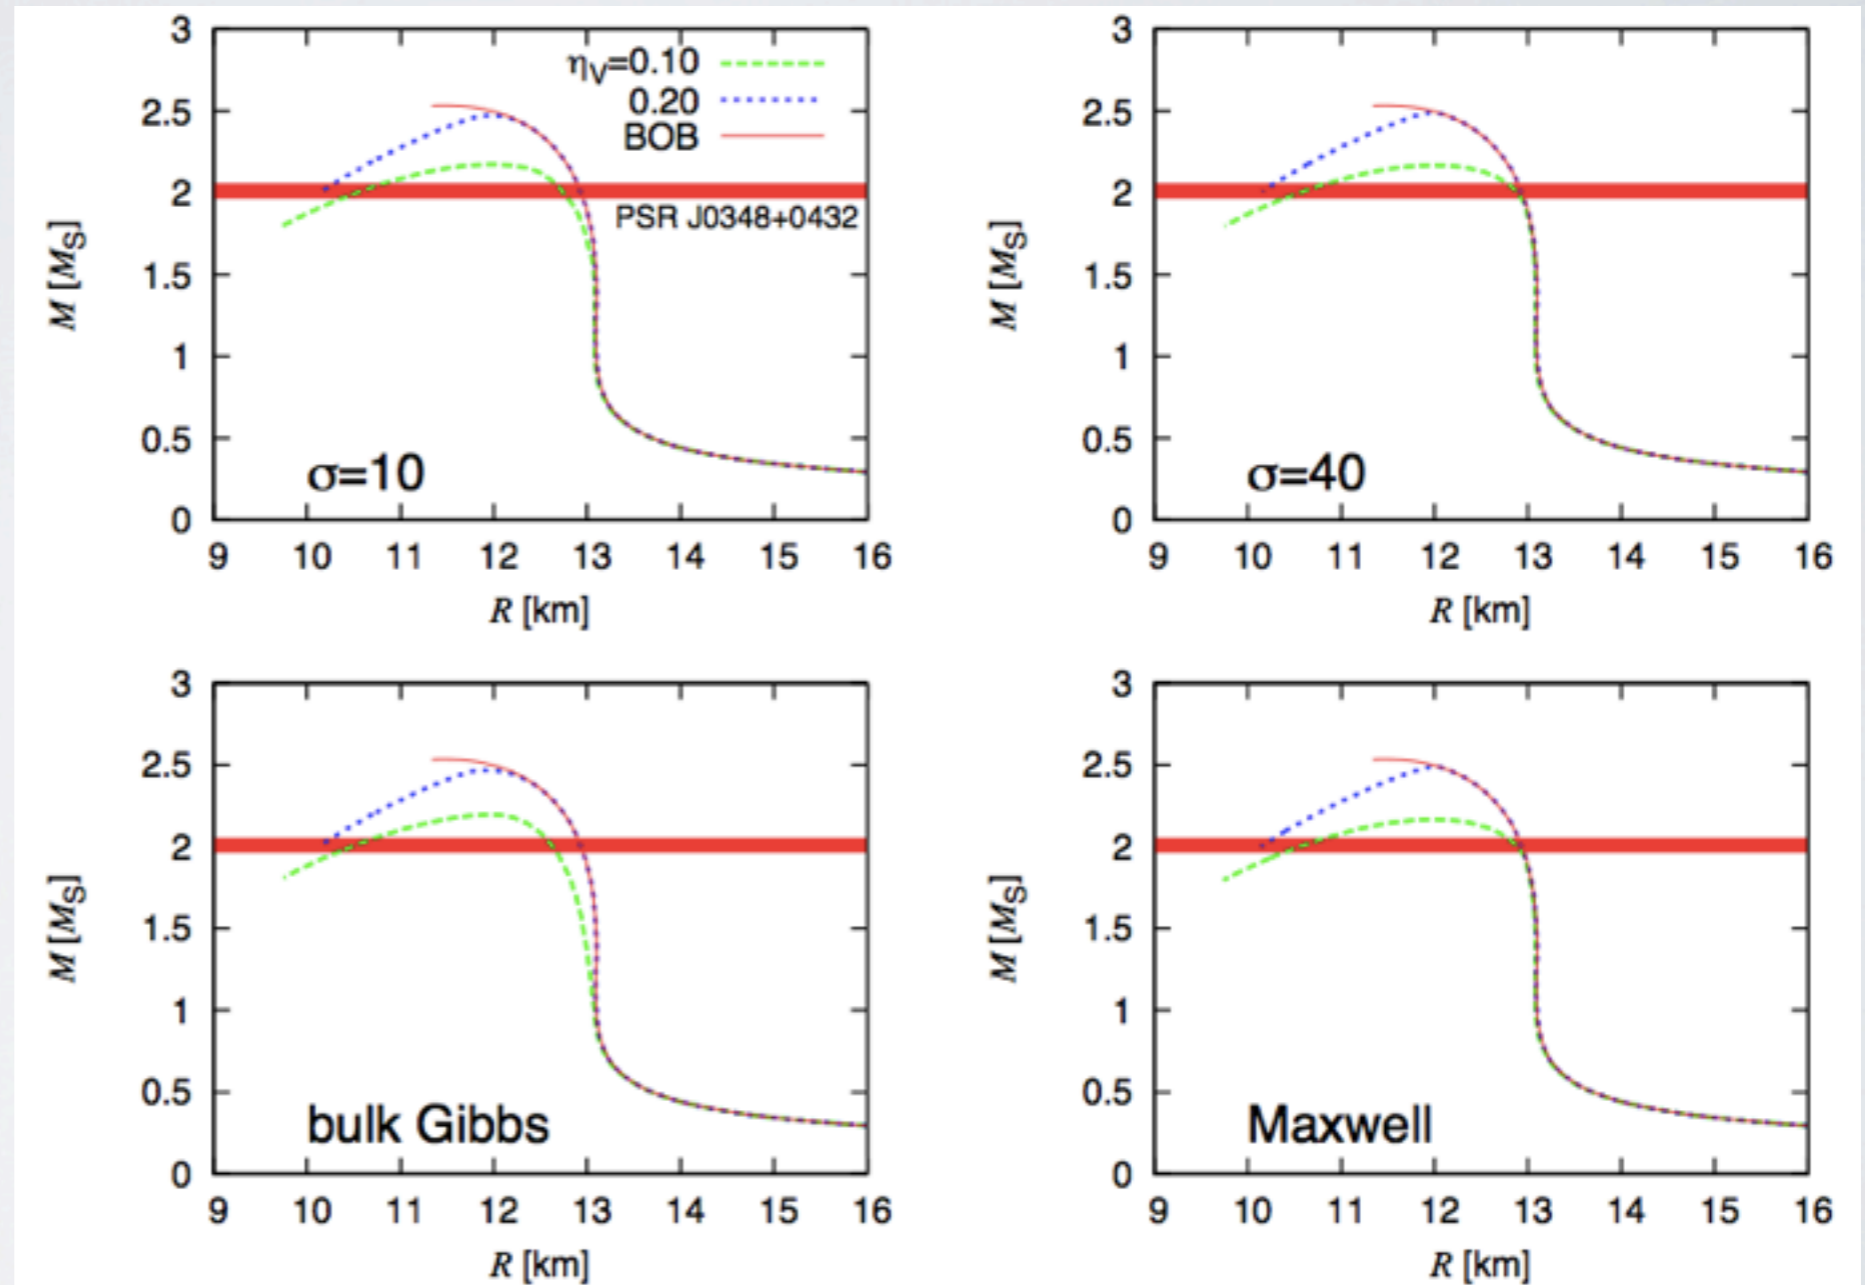 3
2.5
2
1.5
1
0.5
0
M [M_S]
η_V=0.10
0.20
BOB
PSR J0348+0432
σ=10
9 10 11 12 13 14 15 16
R [km]
3
2.5
2
1.5
1
0.5
0
M [M_S]
σ=40
9 10 11 12 13 14 15 16
R [km]
3
2.5
2
1.5
1
0.5
0
M [M_S]
bulk Gibbs
9 10 11 12 13 14 15 16
R [km]
3
2.5
2
1.5
1
0.5
0
M [M_S]
Maxwell
9 10 11 12 13 14 15 16
R [km]